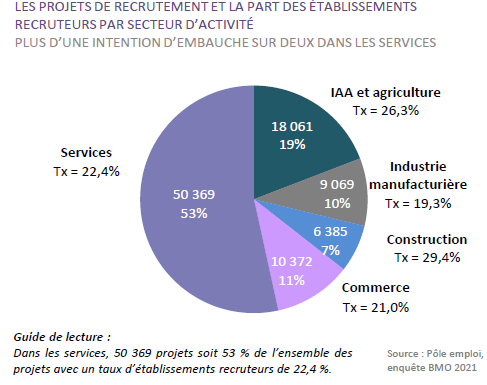 LES PROJETS DE RECRUTEMENT ET LA PART DES ÉTABLISSEMENTS
RECRUTEURS PAR SECTEUR D’ACTIVITÉ
PLUS D’UNE INTENTION D’EMBAUCHE SUR DEUX DANS LES SERVICES
IAA et agriculture
Tx = 26,3%
18 061
19%
Services
Tx = 22,4%
50 369
53%
Industrie
manufacturière
Tx = 19,3%
9 069
10%
Construction
Tx = 29,4%
6 385
7%
Commerce
Tx = 21,0%
10 372
11%
Guide de lecture :
Dans les services, 50 369 projets soit 53 % de l’ensemble des
projets avec un taux d’établissements recruteurs de 22,4 %.
Source : Pôle emploi,
enquête BMO 2021